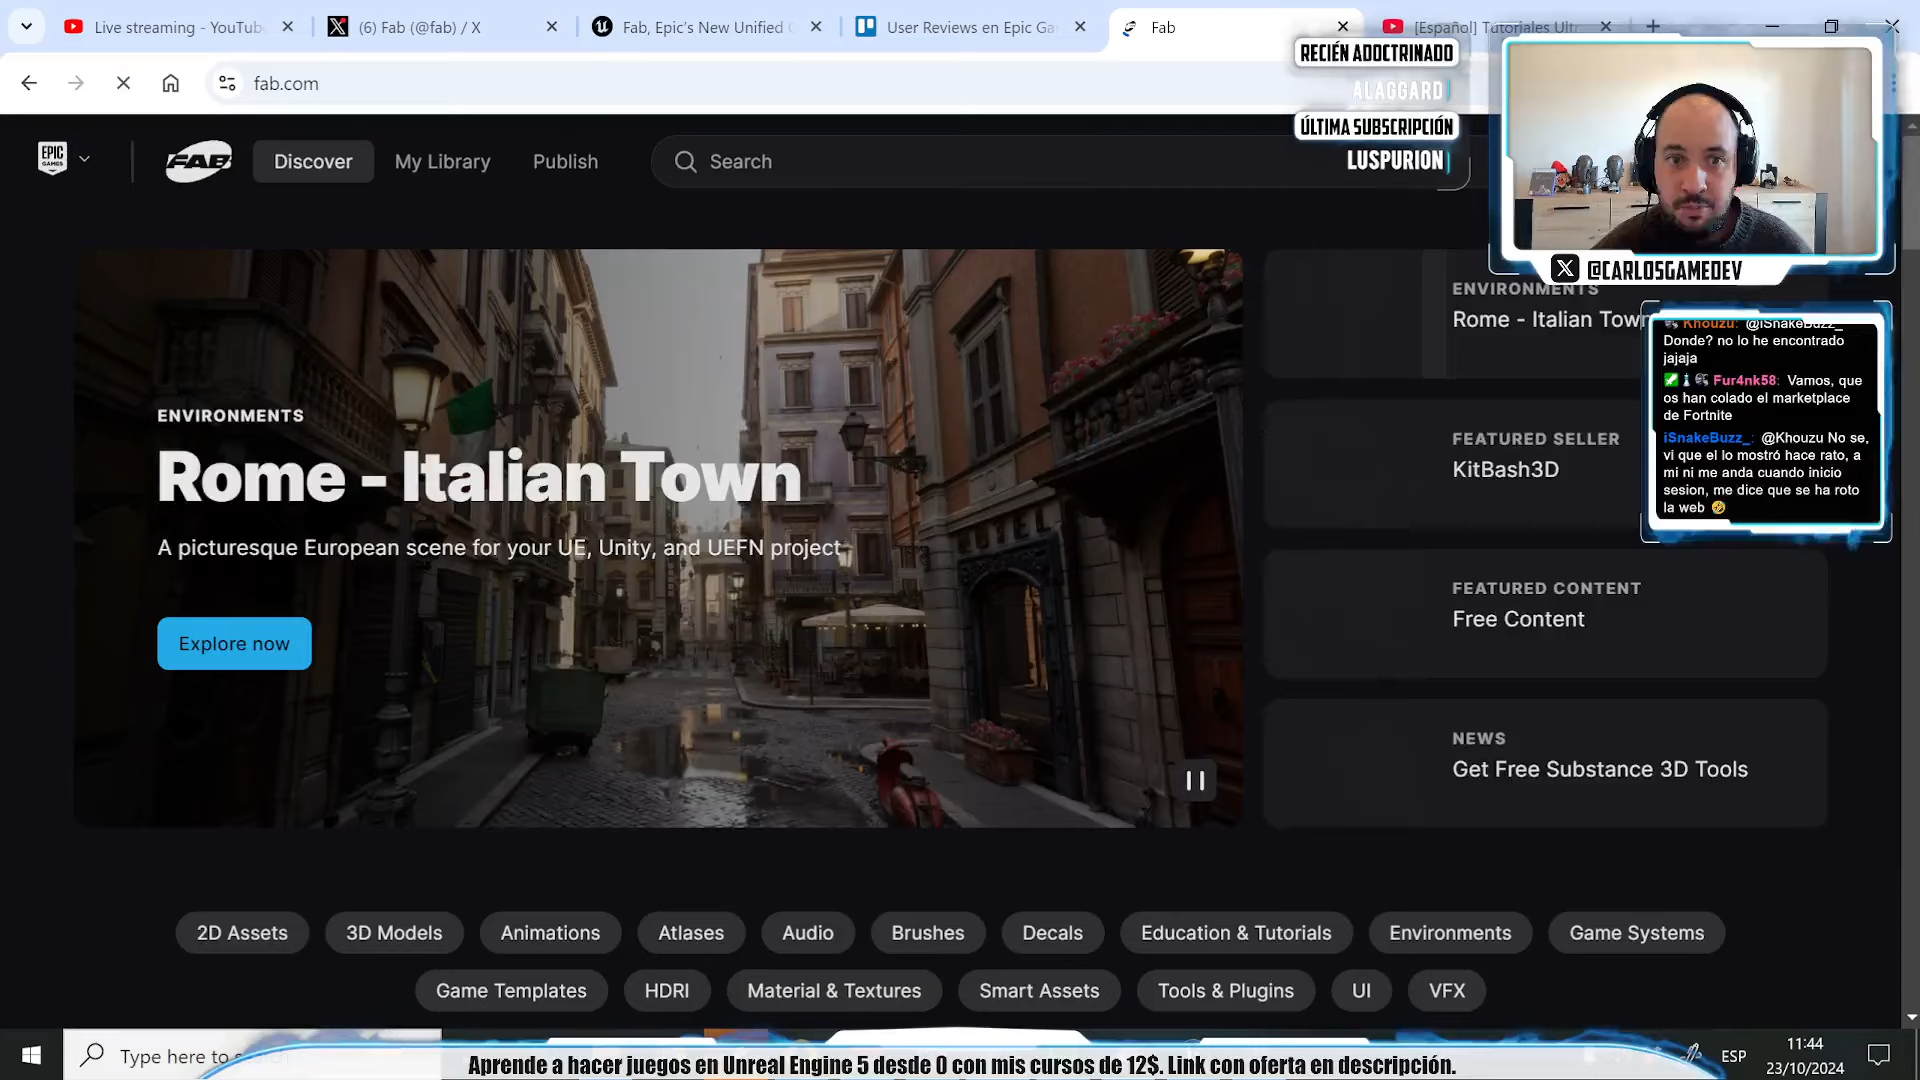 Live streaming - YouTub
(6) Fab (@fab) / X
Fab, Epic's New Unified
User Reviews en Epic Ga
Fab
[Español] Tutoriales Ult
fab.com
RECIÉN ADOCTRINADO
ALAGGARD
ÚLTIMA SUBSCRIPCIÓN
LUSPURION
EPIC
GAMES
FAB
Discover
My Library
Publish
Search
@CARLOSGAMEDEV
ENVIRONMENTS
Rome - Italian Town
A picturesque European scene for your UE, Unity, and UEFN project
Explore now
ENVIRONMENTS
Rome - Italian Town
FEATURED SELLER
KitBash3D
FEATURED CONTENT
Free Content
NEWS
Get Free Substance 3D Tools
Khouzu: @iSnakeBuzz_
Donde? no lo he encontrado
jajaja
Fur4nk58: Vamos, que
os han colado el marketplace
de Fortnite
iSnakeBuzz_: @Khouzu No se,
vi que el lo mostró hace rato, a
mi ni me anda cuando inicio
sesion, me dice que se ha roto
la web 🤣
2D Assets
3D Models
Animations
Atlases
Audio
Brushes
Decals
Education & Tutorials
Environments
Game Systems
Game Templates
HDRI
Material & Textures
Smart Assets
Tools & Plugins
UI
VFX
Type here to
Aprende a hacer juegos en Unreal Engine 5 desde 0 con mis cursos de 12$. Link con oferta en descripción.
ESP
11:44
23/10/2024